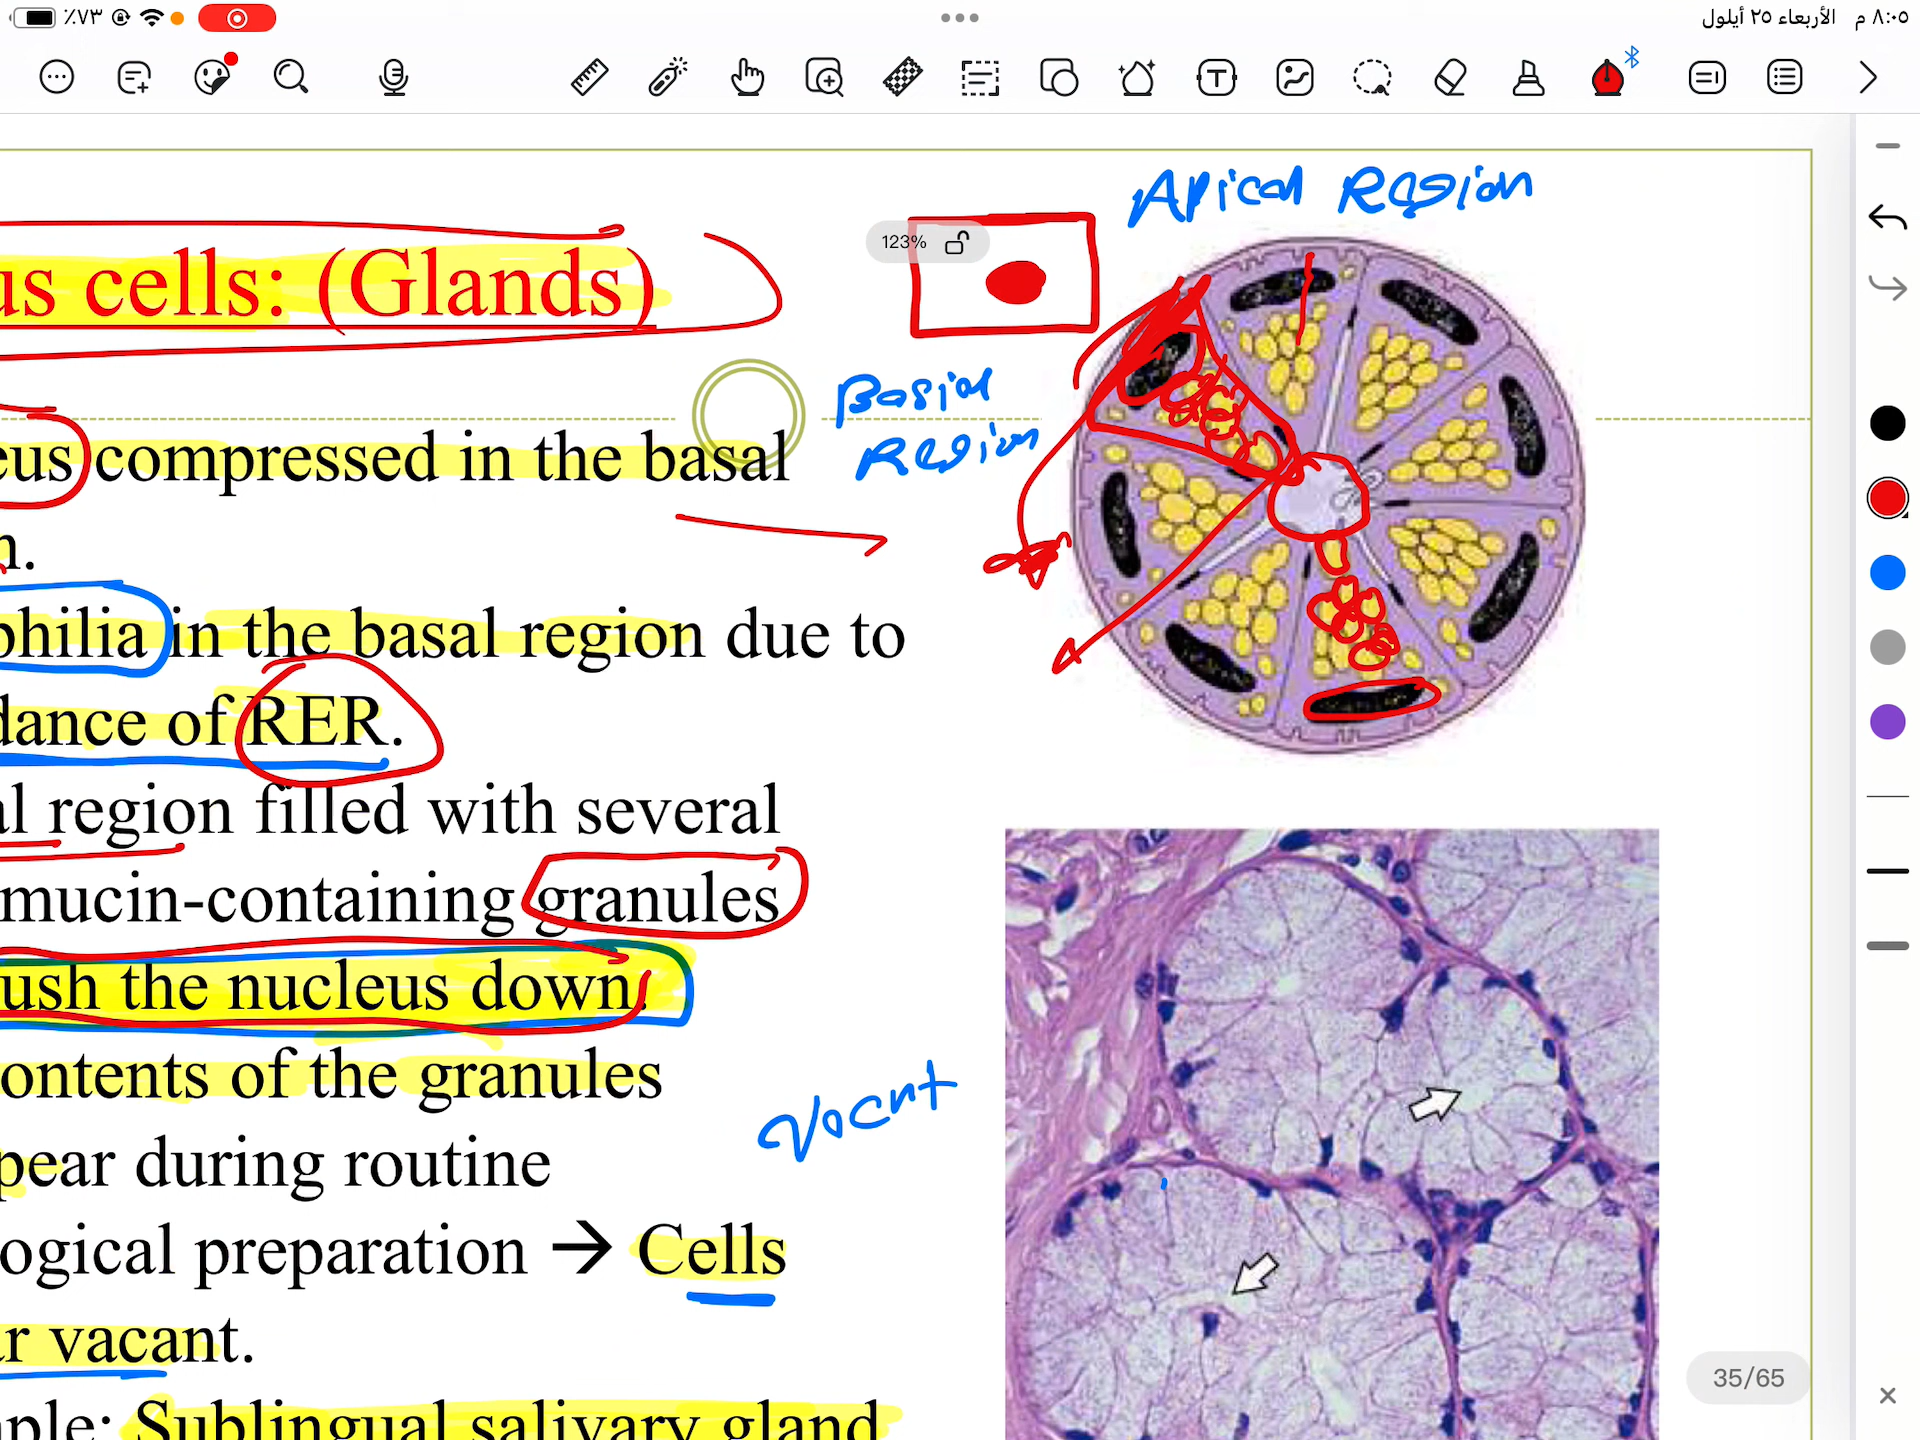 ٪٧٣
٨:٠٥ م الأربعاء ٢٥ أيلول
Apical Region
123%
us cells: (Glands)
Basial
Region
eus compressed in the basal
n.
philia in the basal region due to
dance of RER.
al region filled with several
mucin-containing granules
ush the nucleus down.
ontents of the granules
Vacnt
pear during routine
ogical preparation → Cells
ar vacant.
35/65
ple: Sublingual salivary gland